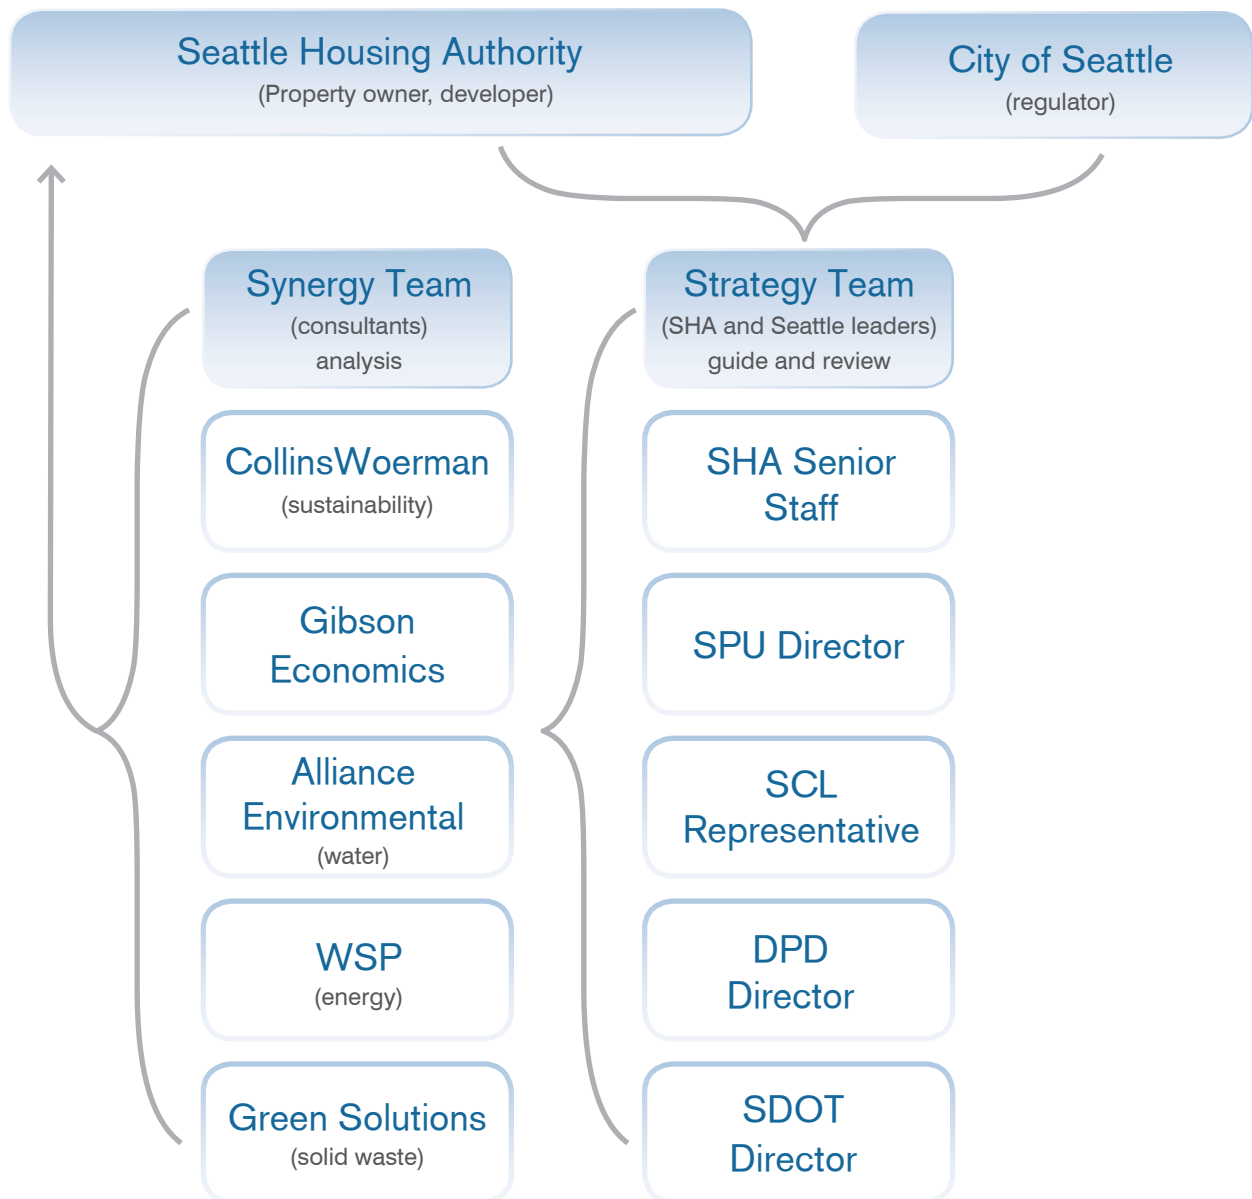 Seattle Housing Authority
(Property owner, developer)
City of Seattle
(regulator)
Synergy Team
(consultants)
analysis
CollinsWoerman
(sustainability)
Gibson
Economics
Alliance
Environmental
(water)
WSP
(energy)
Green Solutions
(solid waste)
Strategy Team
(SHA and Seattle leaders)
guide and review
SHA Senior
Staff
SPU Director
SCL
Representative
DPD
Director
SDOT
Director